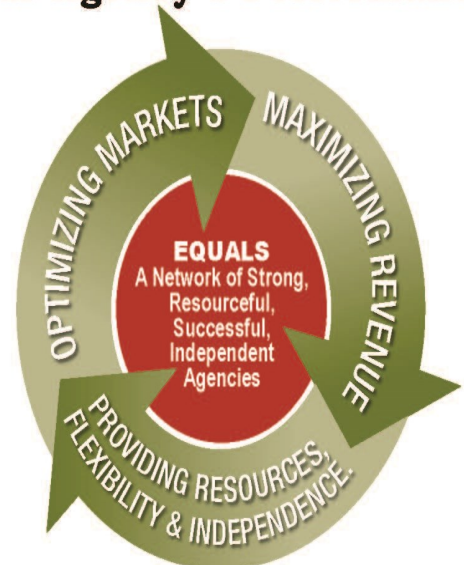 OPTIMIZING MARKETS
MAXIMIZING REVENUE
PROVIDING RESOURCES,
FLEXIBILITY & INDEPENDENCE.
EQUALS
A Network of Strong,
Resourceful,
Successful,
Independent
Agencies